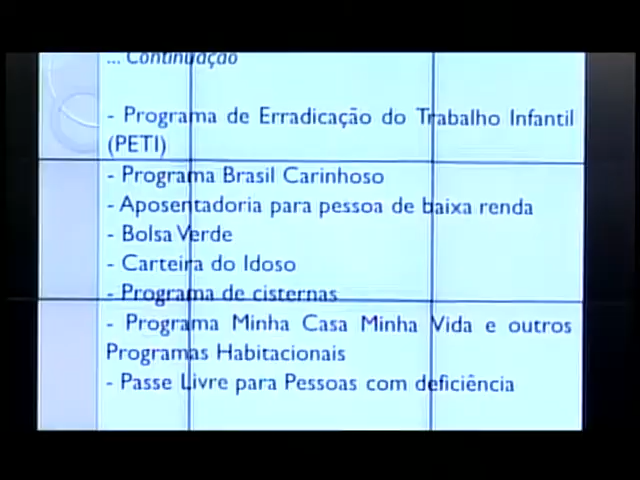 ... Continuação
- Programa de Erradicação do Trabalho Infantil
(PETI)
- Programa Brasil Carinhoso
- Aposentadoria para pessoa de baixa renda
- Bolsa Verde
- Carteira do Idoso
- Programa de cisternas
- Programa Minha Casa Minha Vida e outros
Programas Habitacionais
- Passe Livre para Pessoas com deficiência